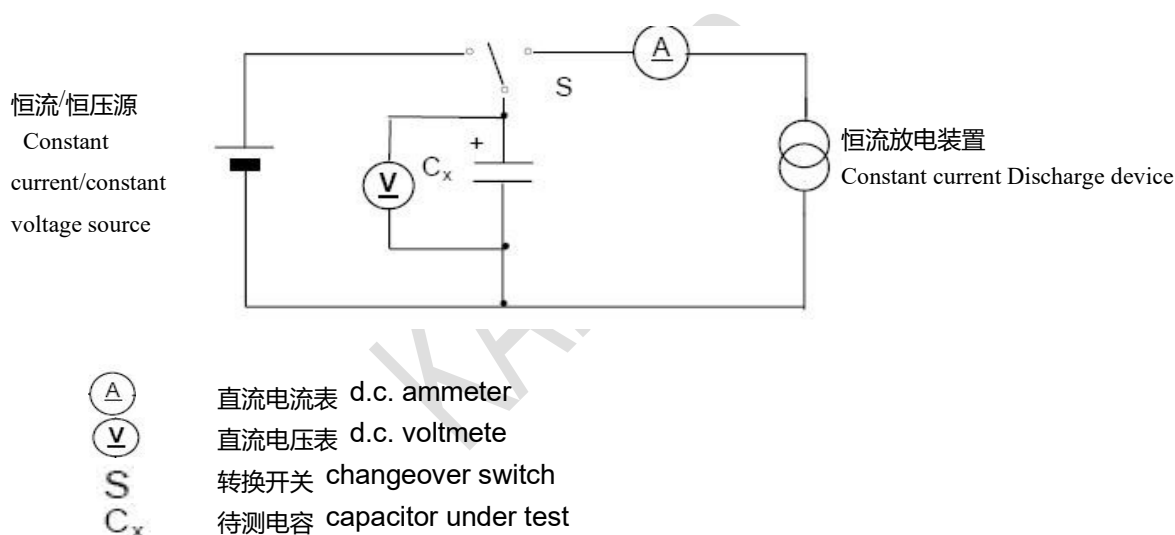 A
S
恒流/恒压源
Constant
current/constant
voltage source
V
+
Cx
恒流放电装置
Constant current Discharge device
A 直流电流表 d.c. ammeter
V 直流电压表 d.c. voltmete
S 转换开关 changeover switch
Cx 待测电容 capacitor under test